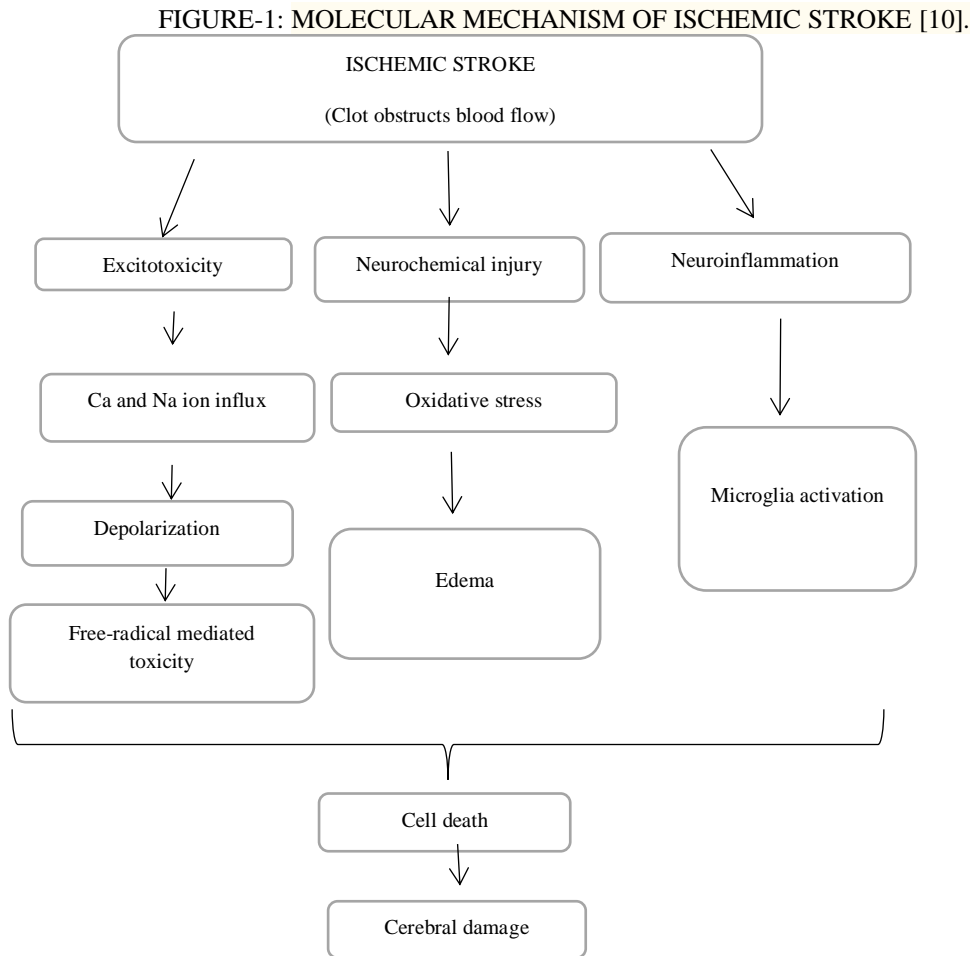 FIGURE-1: MOLECULAR MECHANISM OF ISCHEMIC STROKE [10].
ISCHEMIC STROKE
(Clot obstructs blood flow)
Excitotoxicity
Neurochemical injury
Neuroinflammation
Ca and Na ion influx
Oxidative stress
Microglia activation
Depolarization
Edema
Free-radical mediated
toxicity
Cell death
Cerebral damage